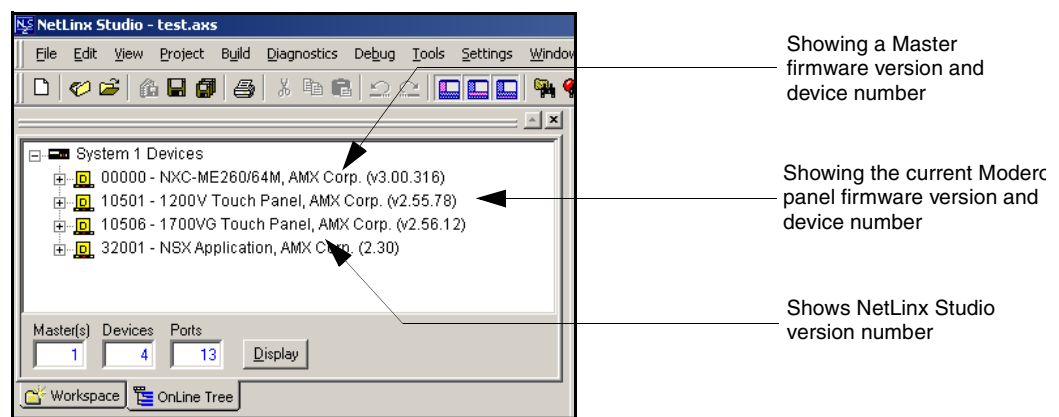 NetLinx Studio - test.axs
File Edit View Project Build Diagnostics Debug Tools Settings Window
System 1 Devices
00000 - NXC-ME260/64M, AMX Corp. (v3.00.316)
10501 - 1200V Touch Panel, AMX Corp. (v2.55.78)
10506 - 1700VG Touch Panel, AMX Corp. (v2.56.12)
32001 - NSX Application, AMX Corp. (2.30)
Master(s) Devices Ports
1 4 13 Display
Workspace OnLine Tree
Showing a Master
firmware version and
device number
Showing the current Modero
panel firmware version and
device number
Shows NetLinx Studio
version number